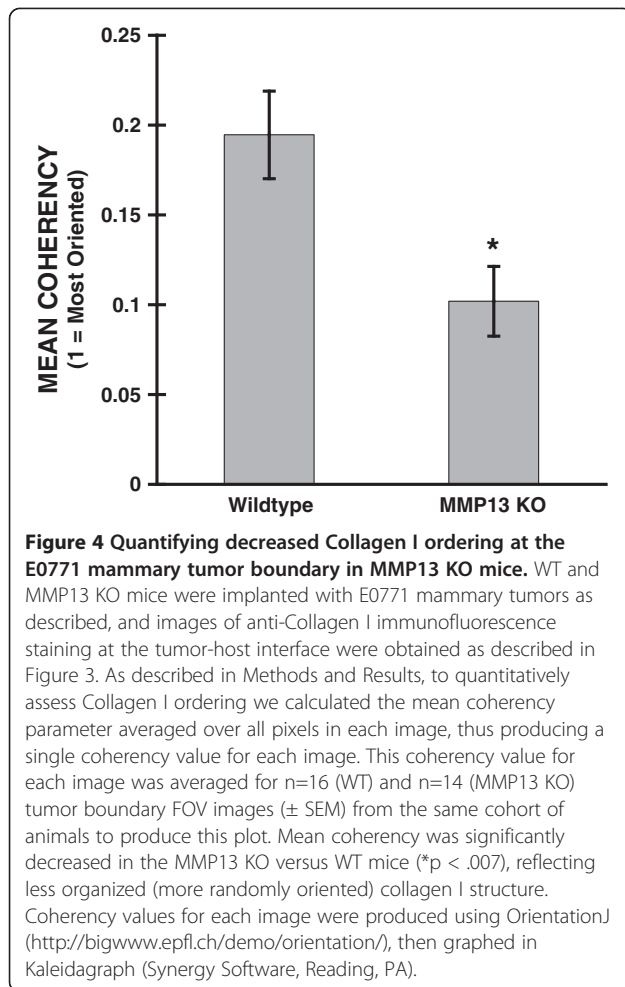 0.25
0.2
0.15
0.1
0.05
0
MEAN COHERENCY
(1 = Most Oriented)
*
Wildtype MMP13 KO
Figure 4 Quantifying decreased Collagen I ordering at the
E0771 mammary tumor boundary in MMP13 KO mice. WT and
MMP13 KO mice were implanted with E0771 mammary tumors as
described, and images of anti-Collagen I immunofluorescence
staining at the tumor-host interface were obtained as described in
Figure 3. As described in Methods and Results, to quantitatively
assess Collagen I ordering we calculated the mean coherency
parameter averaged over all pixels in each image, thus producing a
single coherency value for each image. This coherency value for
each image was averaged for n=16 (WT) and n=14 (MMP13 KO)
tumor boundary FOV images (± SEM) from the same cohort of
animals to produce this plot. Mean coherency was significantly
decreased in the MMP13 KO versus WT mice (*p < .007), reflecting
less organized (more randomly oriented) collagen I structure.
Coherency values for each image were produced using OrientationJ
(http://bigwww.epfl.ch/demo/orientation/), then graphed in
Kaleidagraph (Synergy Software, Reading, PA).